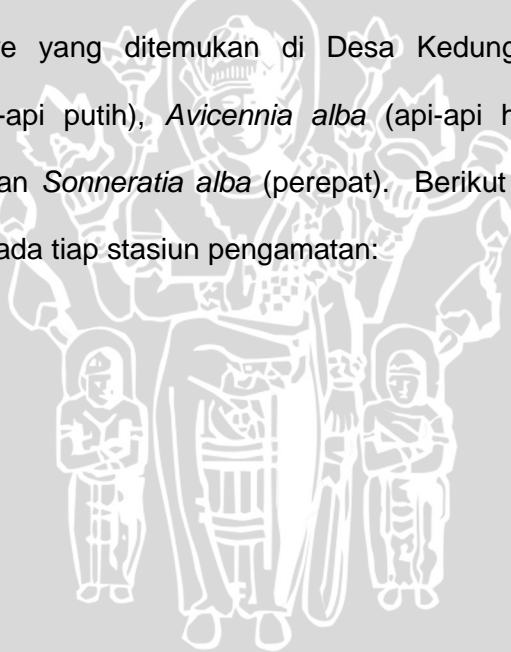 ve yang ditemukan di Desa Kedung
-api putih), Avicennia alba (api-api h
an Sonneratia alba (perepat). Berikut
ada tiap stasiun pengamatan: